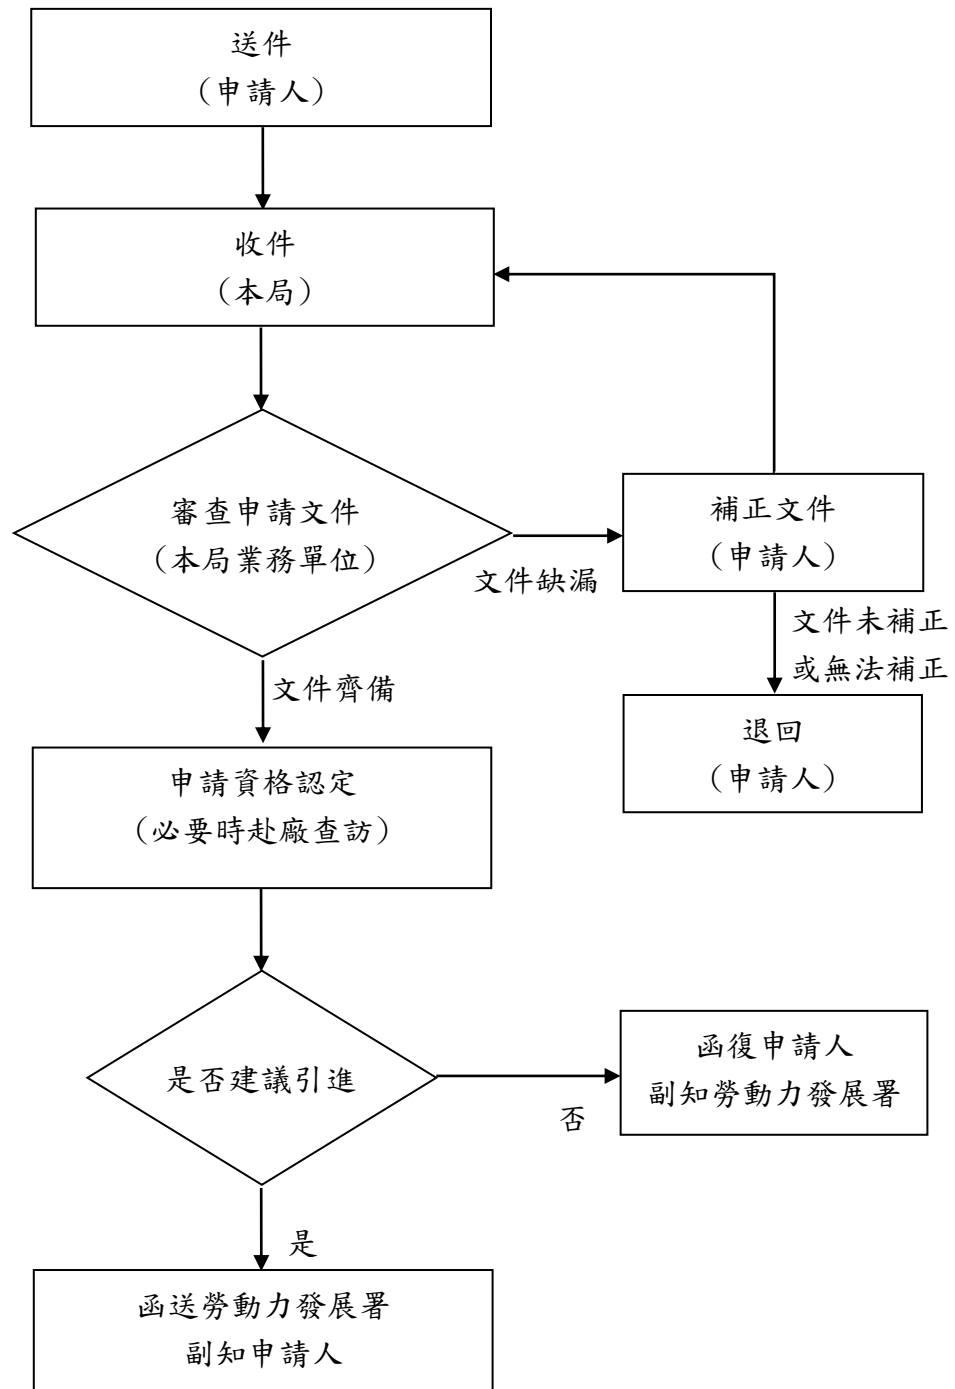 送件
（申請人）
收件
（本局）
審查申請文件
（本局業務單位）
文件缺漏
補正文件
（申請人）
文件未補正
或無法補正
退回
（申請人）
文件齊備
申請資格認定
（必要時赴廠查訪）
是否建議引進
否
函復申請人
副知勞動力發展署
是
函送勞動力發展署
副知申請人